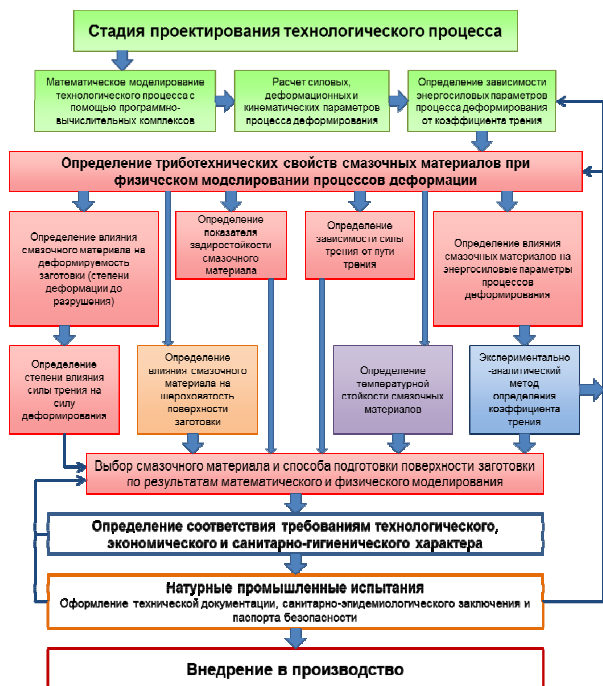 Стадия проектирования технологического процесса
Математическое моделирование
технологического процесса с
помощью программно-
вычислительных комплексов
Расчет силовых,
деформационных и
кинематических параметров
процесса деформирования
Определение зависимости
энергосиловых параметров
процесса деформирования
от коэффициента трения
Определение триботехнических свойств смазочных материалов при
физическом моделировании процессов деформации
Определение влияния
смазочного материала на
деформируемость
заготовки (степени
деформации до
разрушения)
Определение
показателя
задиростойкости
смазочного
материала
Определение
зависимости силы
трения от пути
трения
Определение влияния
смазочных материалов на
энергосиловые параметры
процессов
деформирования
Определение
степени влияния
силы трения на
силу
деформирования
Определение
влияния смазочного
материала на
шероховатость
поверхности
заготовки
Определение
температурной
стойкости смазочных
материалов
Экспериментально
-аналитический
метод
определения
коэффициента
трения
Выбор смазочного материала и способа подготовки поверхности заготовки
по результатам математического и физического моделирования
Определение соответствия требованиям технологического,
экономического и санитарно-гигиенического характера
Натурные промышленные испытания
Оформление технической документации, санитарно-эпидемиологического заключения и
паспорта безопасности
Внедрение в производство